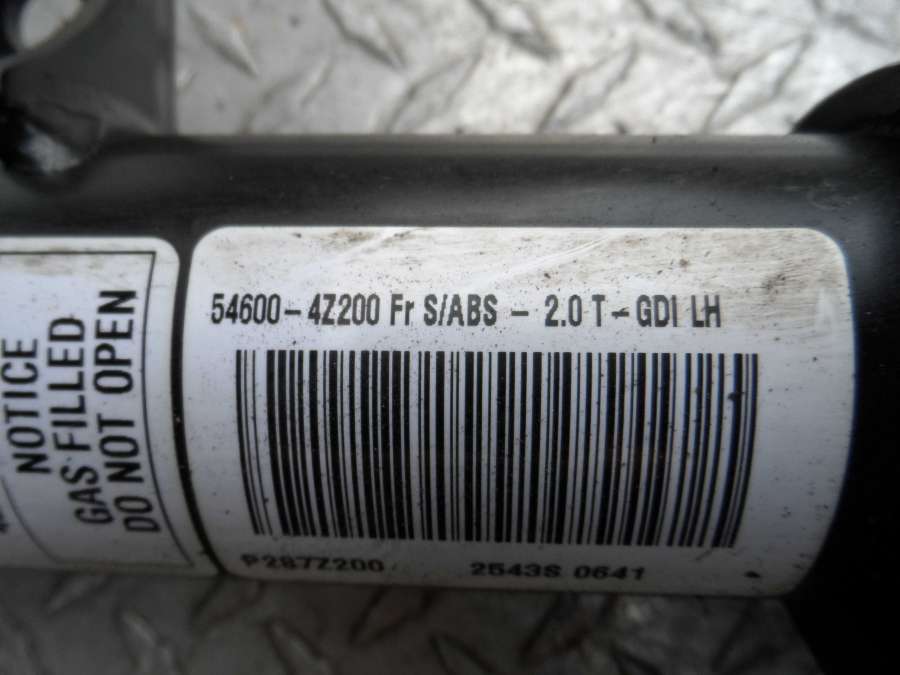 54600-4Z200 Fr S/ABS - 2.0 T-GDI LH
P287Z200 2543S 0641
NOTICE
GAS FILLED
DO NOT OPEN